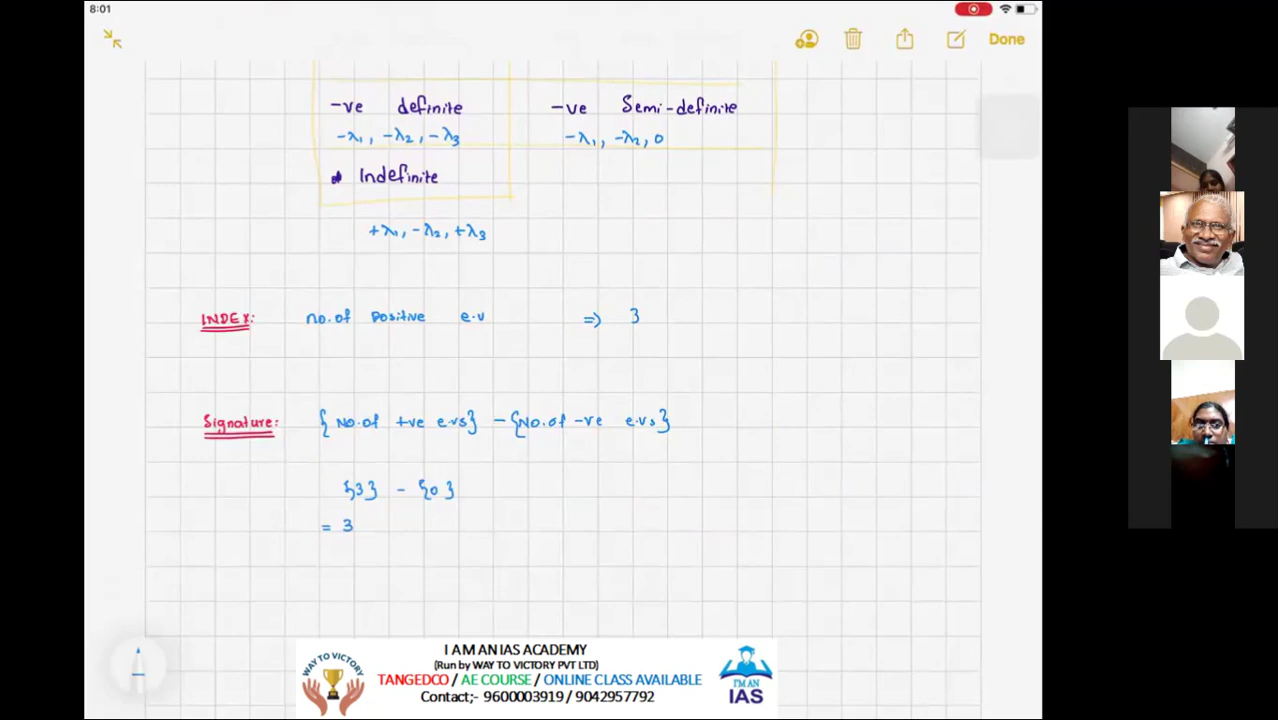 8:01
Done
-ve definite -ve Semi-definite
-λ1, -λ2, -λ3 -λ1, -λ2, 0
Indefinite
+λ1, -λ2, +λ3
INDEX: no.of Positive e.v => 3
Signature: { No.of +ve e.vs} - {No.of -ve e.vs}
{3} - {0}
= 3
WAY TO VICTORY
I AM AN IAS ACADEMY
(Run by WAY TO VICTORY PVT LTD)
TANGEDCO / AE COURSE / ONLINE CLASS AVAILABLE
Contact;- 9600003919 / 9042957792
I'M AN
IAS